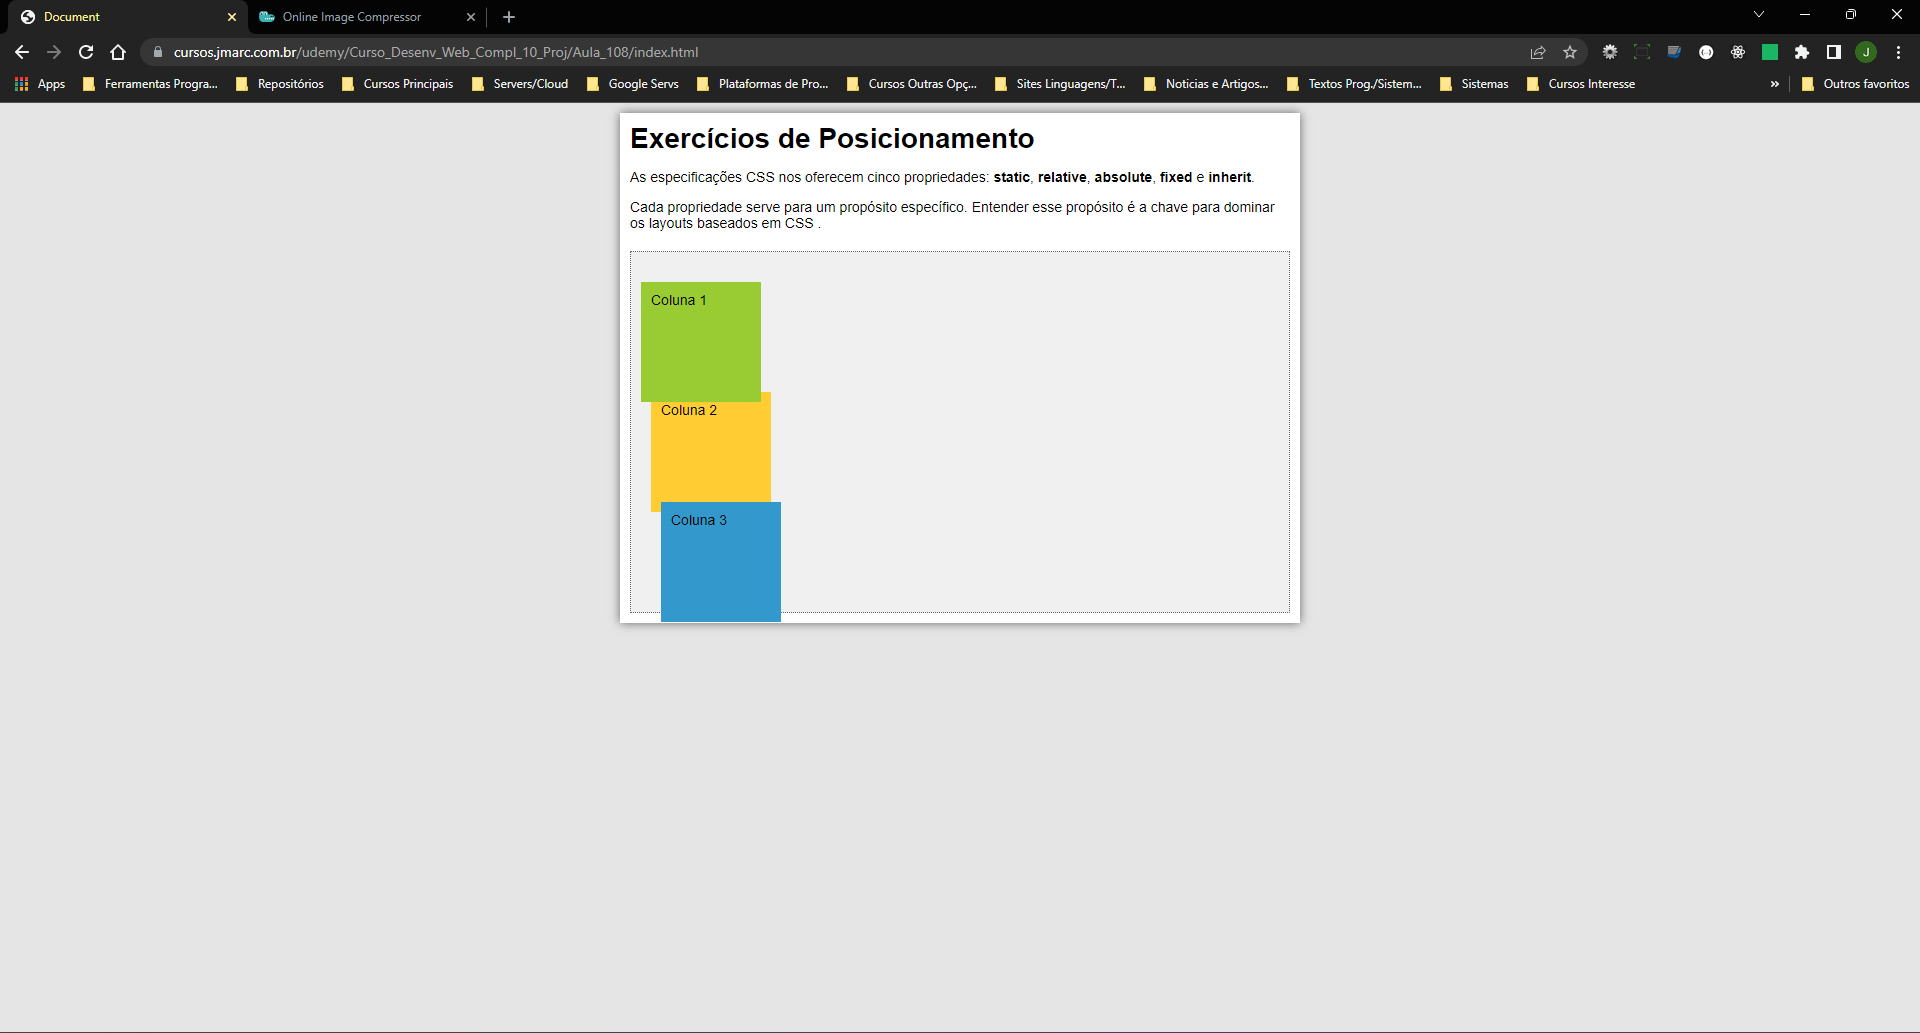 Document
Online Image Compressor
cursos.jmarc.com.br/udemy/Curso_Desenv_Web_Compl_10_Proj/Aula_108/index.html
J
Apps
Ferramentas Progra...
Repositórios
Cursos Principais
Servers/Cloud
Google Servs
Plataformas de Pro...
Cursos Outras Opç...
Sites Linguagens/T...
Noticias e Artigos...
Textos Prog./Sistem...
Sistemas
Cursos Interesse
»
Outros favoritos
Exercícios de Posicionamento
As especificações CSS nos oferecem cinco propriedades: static, relative, absolute, fixed e inherit.
Cada propriedade serve para um propósito específico. Entender esse propósito é a chave para dominar
os layouts baseados em CSS .
Coluna 1
Coluna 2
Coluna 3